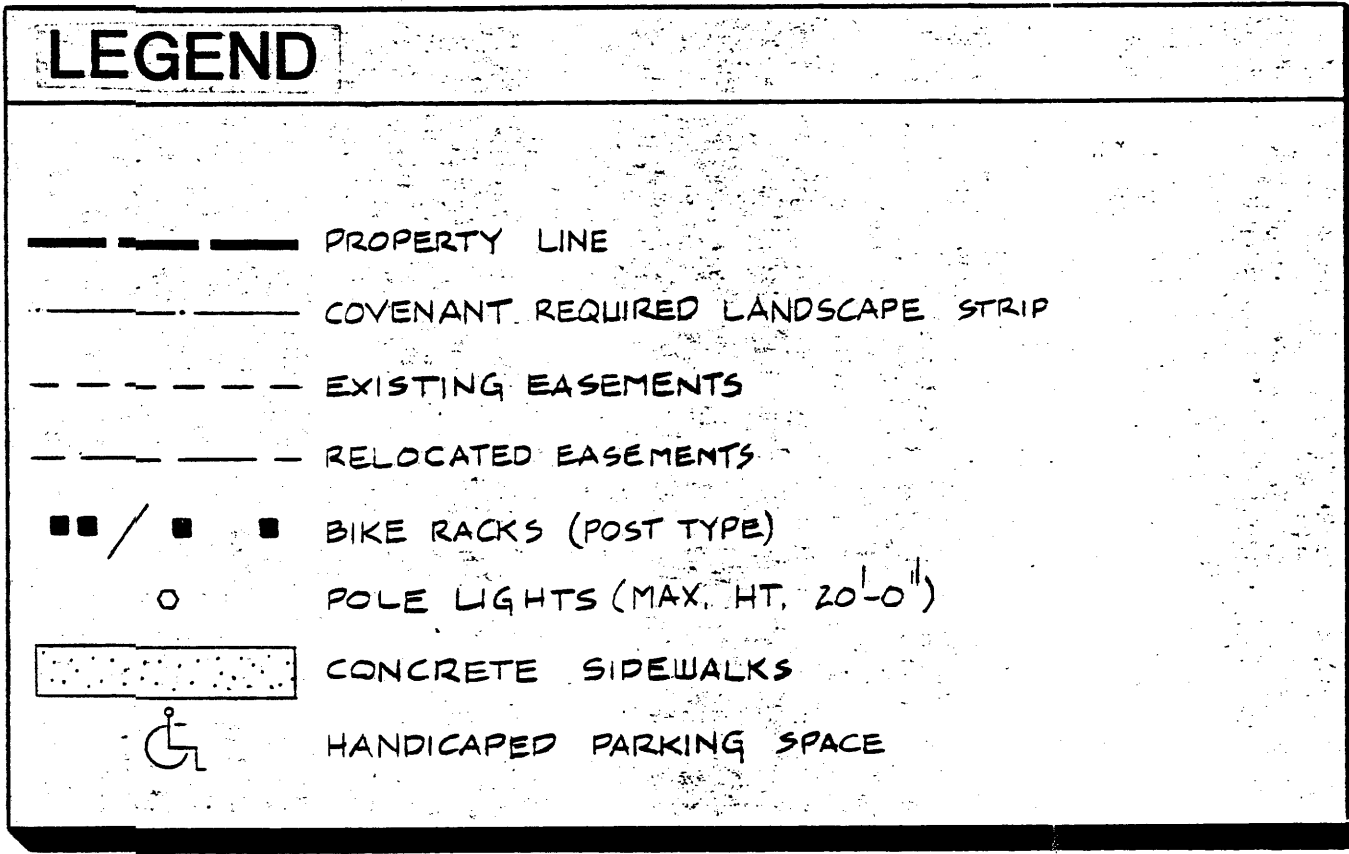 LEGEND
PROPERTY LINE
COVENANT REQUIRED LANDSCAPE STRIP
EXISTING EASEMENTS
RELOCATED EASEMENTS
BIKE RACKS (POST TYPE)
POLE LIGHTS (MAX. HT. 20'-0")
CONCRETE SIDEWALKS
HANDICAPED PARKING SPACE